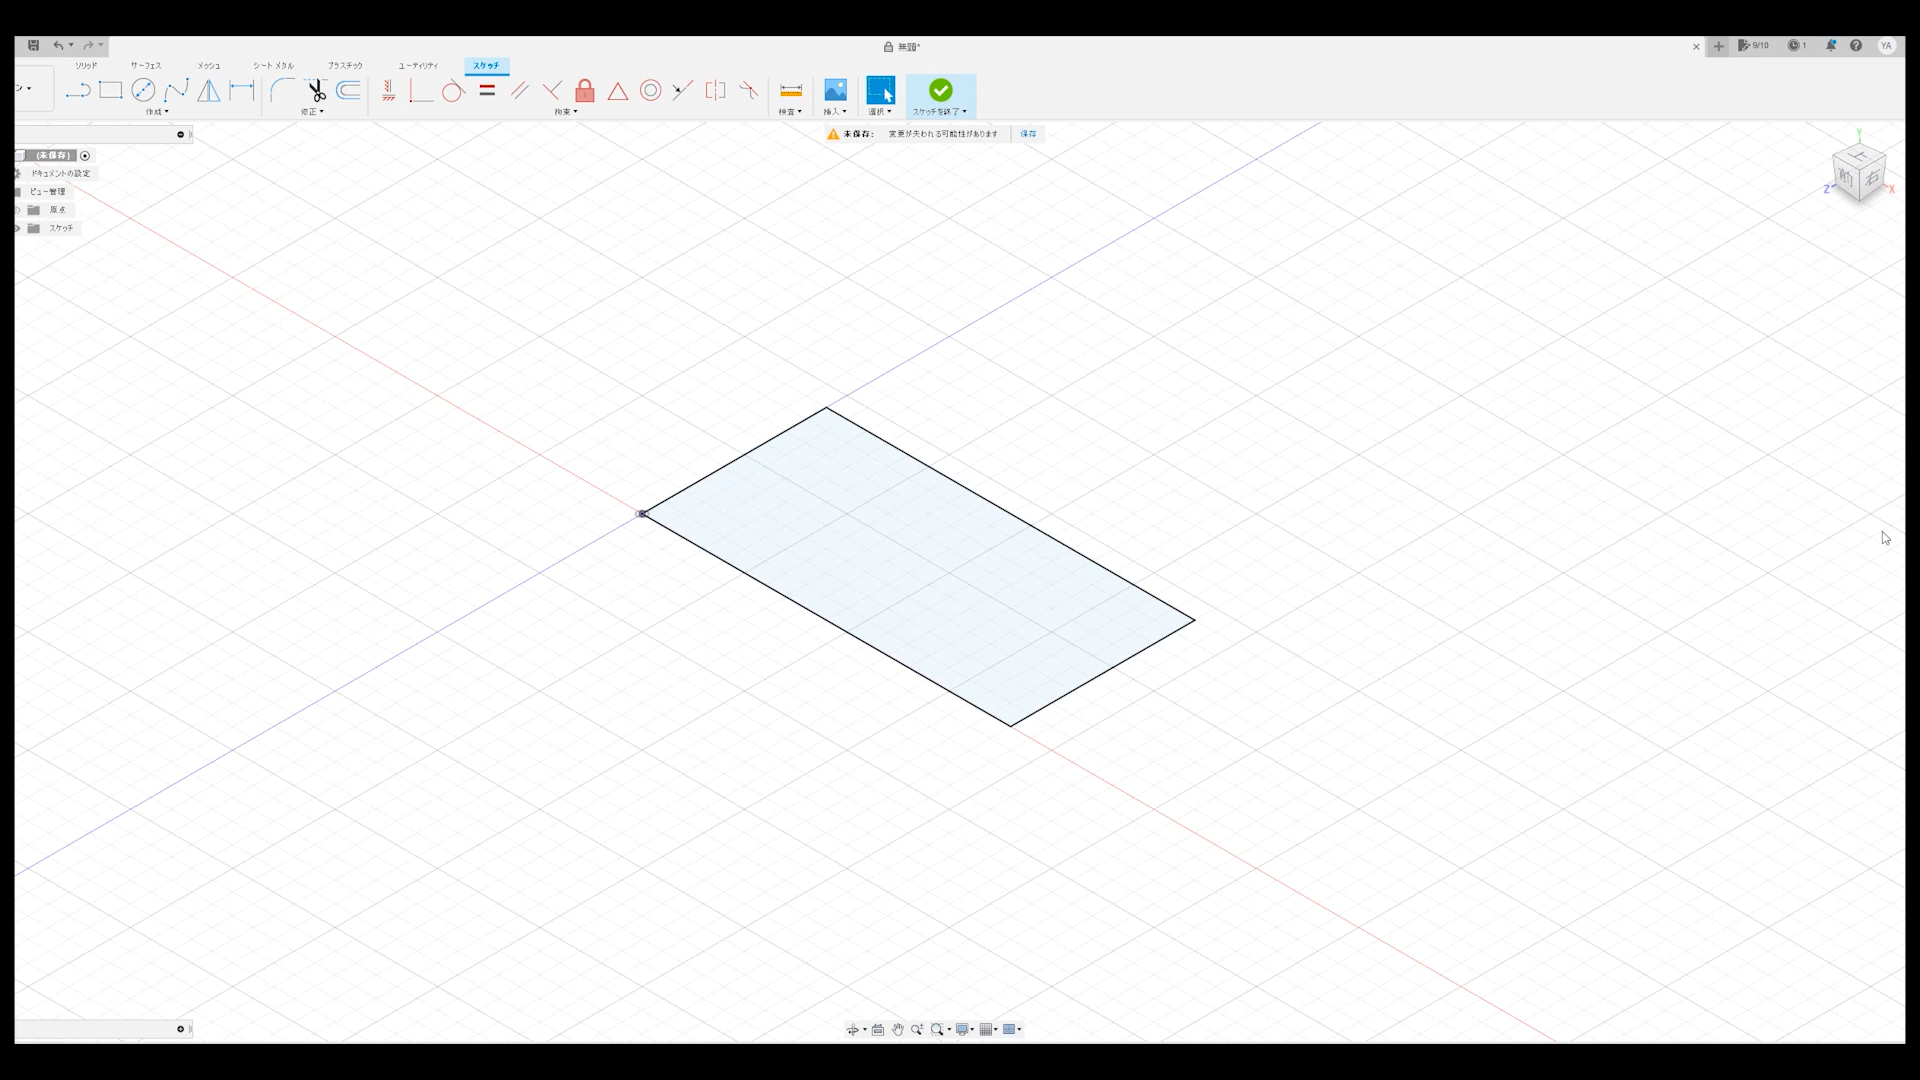 無題*
9/10
1
YA
ソリッド サーフェス メッシュ シート メタル プラスチック ユーティリティ スケッチ
作成 修正 拘束 検査 挿入 選択 スケッチを終了
未保存: 変更が失われる可能性があります 保存
(未保存)
ドキュメントの設定
ビュー管理
原点
スケッチ
Y
上
前 右
Z X